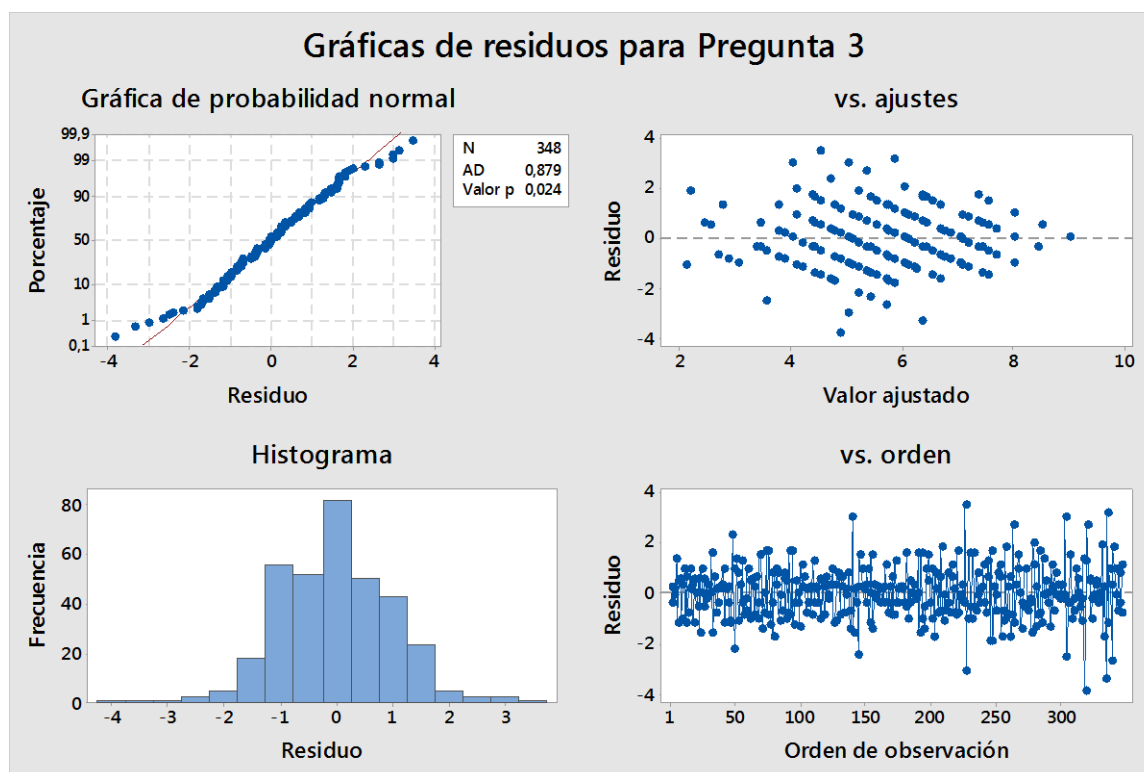 Gráficas de residuos para Pregunta 3
Gráfica de probabilidad normal
Porcentaje
99,9
99
90
50
10
1
0,1
-4 -2 0 2 4
Residuo
N 348
AD 0,879
Valor p 0,024
vs. ajustes
Residuo
4
2
0
-2
-4
2 4 6 8 10
Valor ajustado
Histograma
Frecuencia
80
60
40
20
0
-4 -3 -2 -1 0 1 2 3
Residuo
vs. orden
Residuo
4
2
0
-2
-4
1 50 100 150 200 250 300
Orden de observación